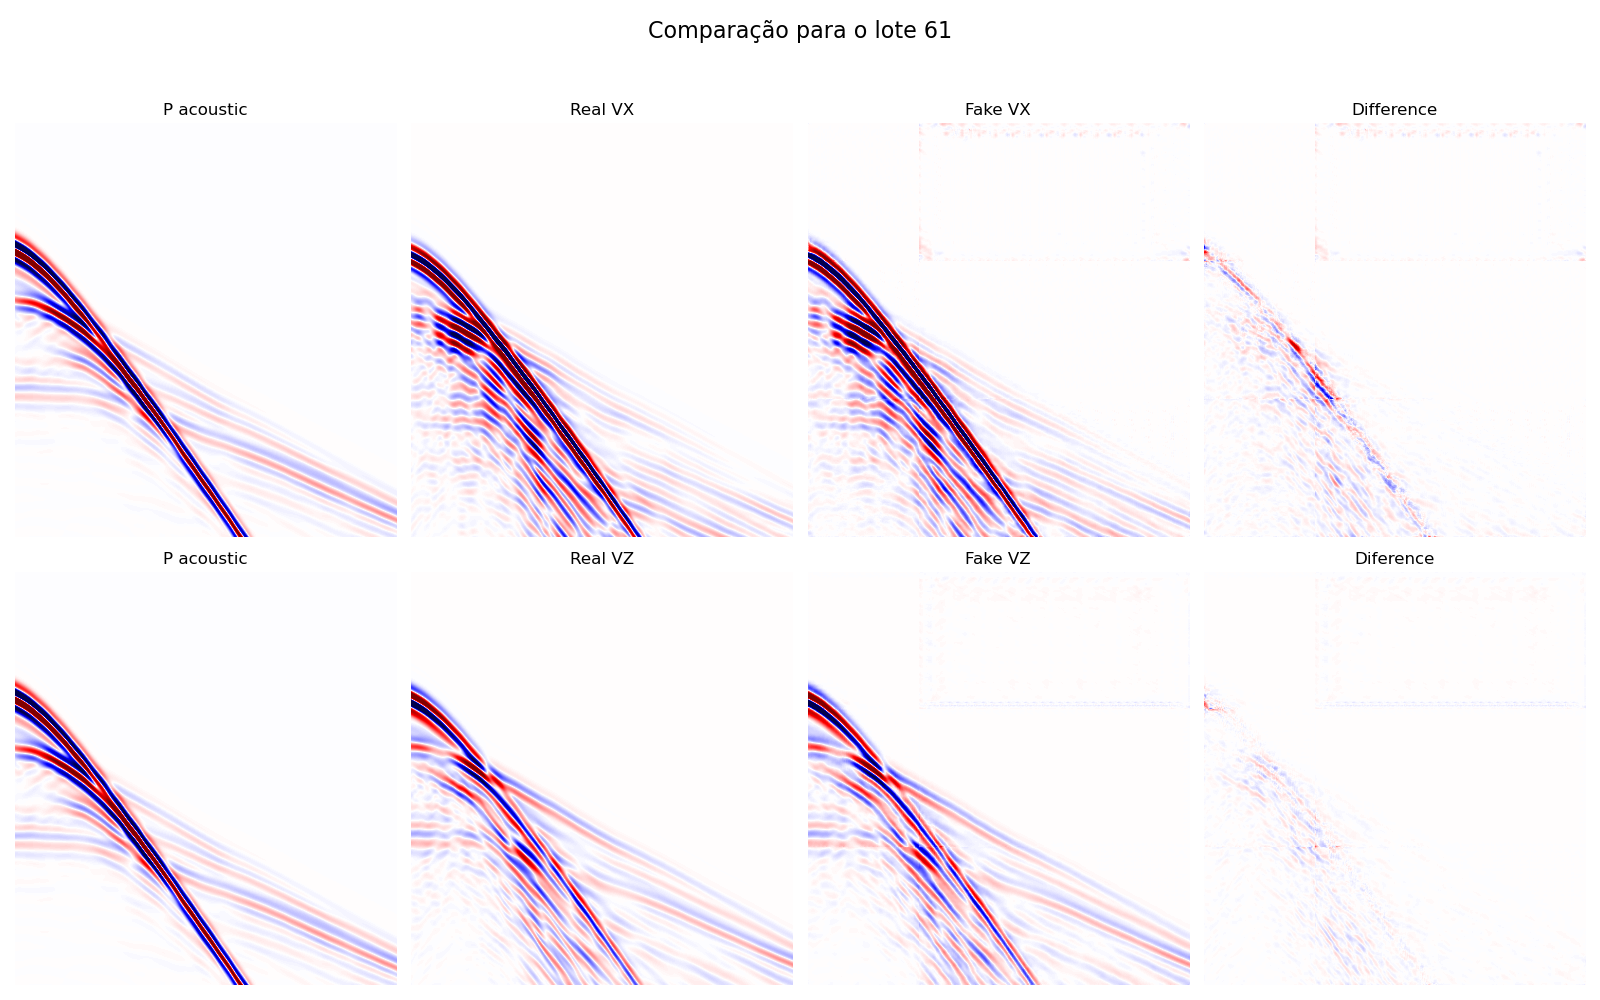 Comparação para o lote 61
P acoustic
Real VX
Fake VX
Difference
P acoustic
Real VZ
Fake VZ
Diference